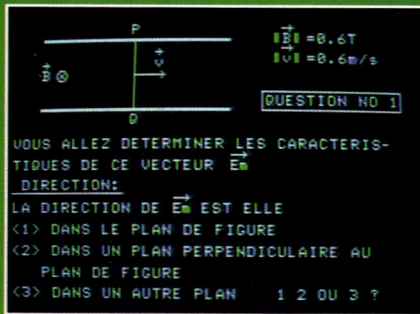 P
‖B‖ =0.6T
‖v‖ =0.6m/s
v
B ⊗
QUESTION NO 1
Q
VOUS ALLEZ DETERMINER LES CARACTERIS-
TIQUES DE CE VECTEUR Em
DIRECTION:
LA DIRECTION DE Em EST ELLE
<1> DANS LE PLAN DE FIGURE
<2> DANS UN PLAN PERPENDICULAIRE AU
PLAN DE FIGURE
<3> DANS UN AUTRE PLAN 1 2 OU 3 ?